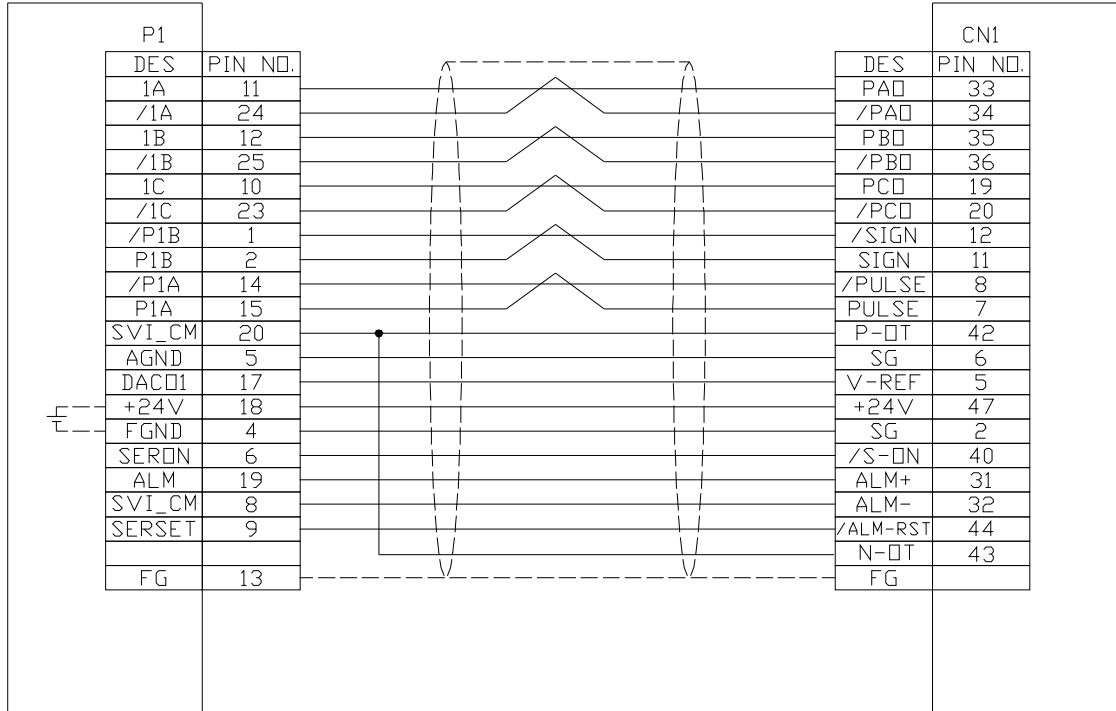 P1 CN1
DES PIN NO. DES PIN NO.
1A 11 PAO 33
/1A 24 /PAO 34
1B 12 PBO 35
/1B 25 /PBO 36
1C 10 PCO 19
/1C 23 /PCO 20
/P1B 1 /SIGN 12
P1B 2 SIGN 11
/P1A 14 /PULSE 8
P1A 15 PULSE 7
SVI_CM 20 P-OT 42
AGND 5 SG 6
DACO1 17 V-REF 5
+24V 18 +24V 47
FGND 4 SG 2
SERON 6 /S-ON 40
ALM 19 ALM+ 31
SVI_CM 8 ALM- 32
SERSET 9 /ALM-RST 44
N-OT 43
FG 13 FG